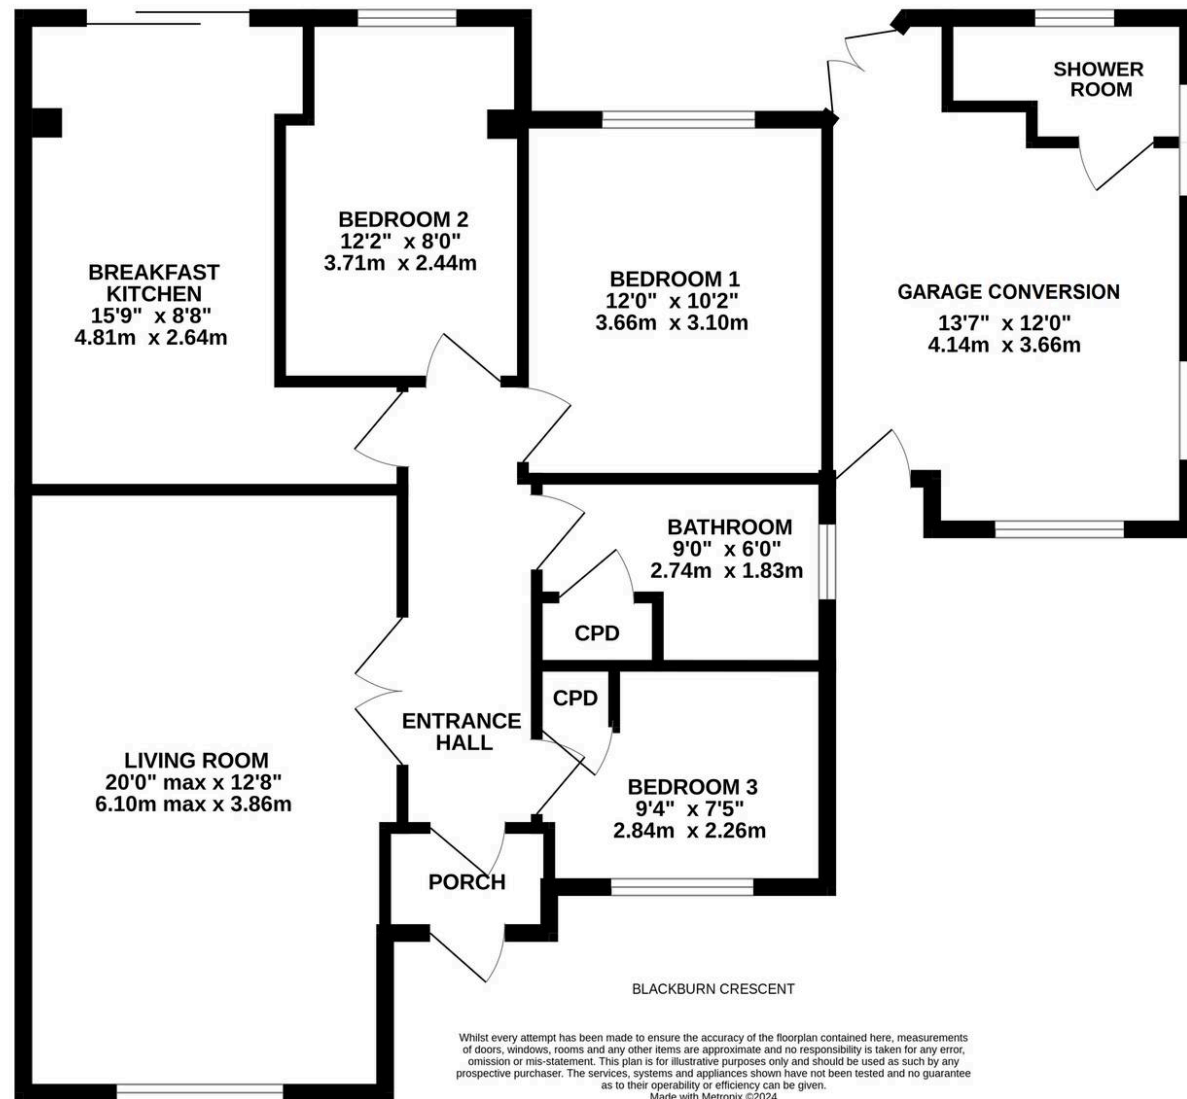 SHOWER
ROOM
BEDROOM 2
12'2" x 8'0"
3.71m x 2.44m
BREAKFAST
KITCHEN
15'9" x 8'8"
4.81m x 2.64m
BEDROOM 1
12'0" x 10'2"
3.66m x 3.10m
GARAGE CONVERSION
13'7" x 12'0"
4.14m x 3.66m
BATHROOM
9'0" x 6'0"
2.74m x 1.83m
CPD
CPD
ENTRANCE
HALL
LIVING ROOM
20'0" max x 12'8"
6.10m max x 3.86m
BEDROOM 3
9'4" x 7'5"
2.84m x 2.26m
PORCH
BLACKBURN CRESCENT
Whilst every attempt has been made to ensure the accuracy of the floorplan contained here, measurements
of doors, windows, rooms and any other items are approximate and no responsibility is taken for any error,
omission or mis-statement. This plan is for illustrative purposes only and should be used as such by any
prospective purchaser. The services, systems and appliances shown have not been tested and no guarantee
as to their operability or efficiency can be given.
Made with Metropix ©2024